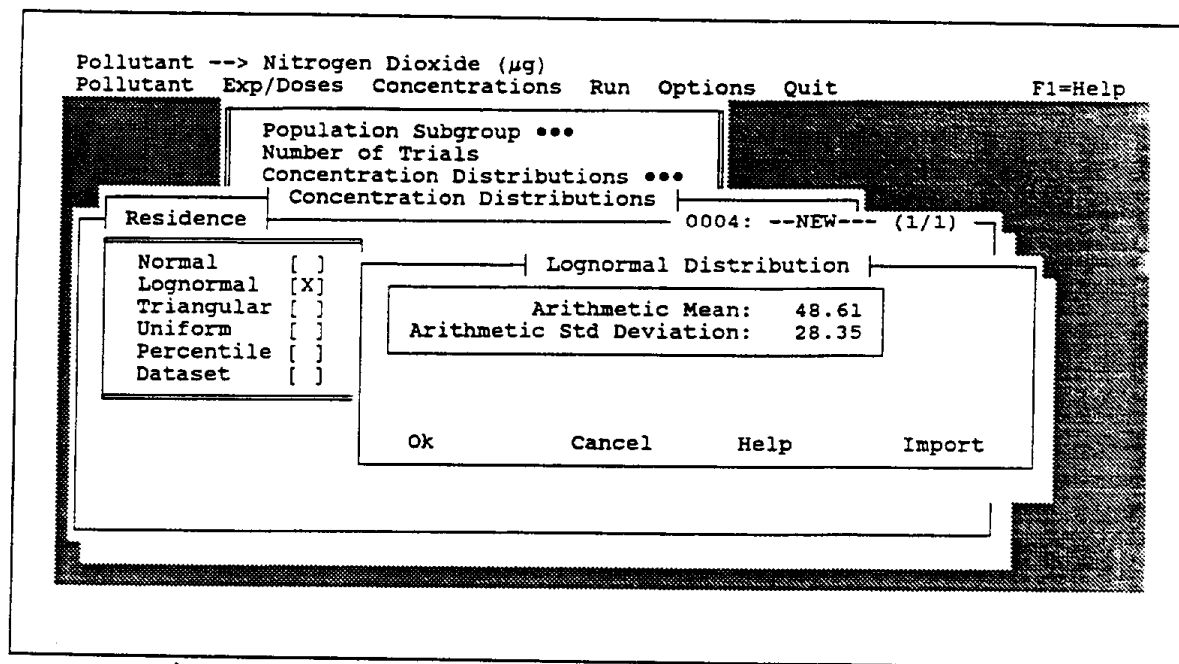 Pollutant --> Nitrogen Dioxide (µg)
Pollutant Exp/Doses Concentrations Run Options Quit F1=Help
Population Subgroup •••
Number of Trials
Concentration Distributions •••
Concentration Distributions
Residence 0004: --NEW--- (1/1)
Normal [ ]
Lognormal [X]
Triangular [ ]
Uniform [ ]
Percentile [ ]
Dataset [ ]
Lognormal Distribution
Arithmetic Mean: 48.61
Arithmetic Std Deviation: 28.35
Ok Cancel Help Import